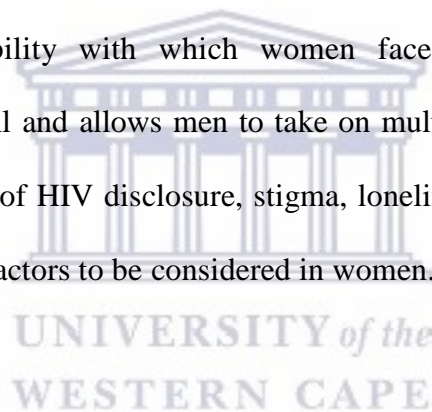 bility with which women face
l and allows men to take on mul
of HIV disclosure, stigma, loneli
actors to be considered in women.
UNIVERSITY of the
WESTERN CAPE